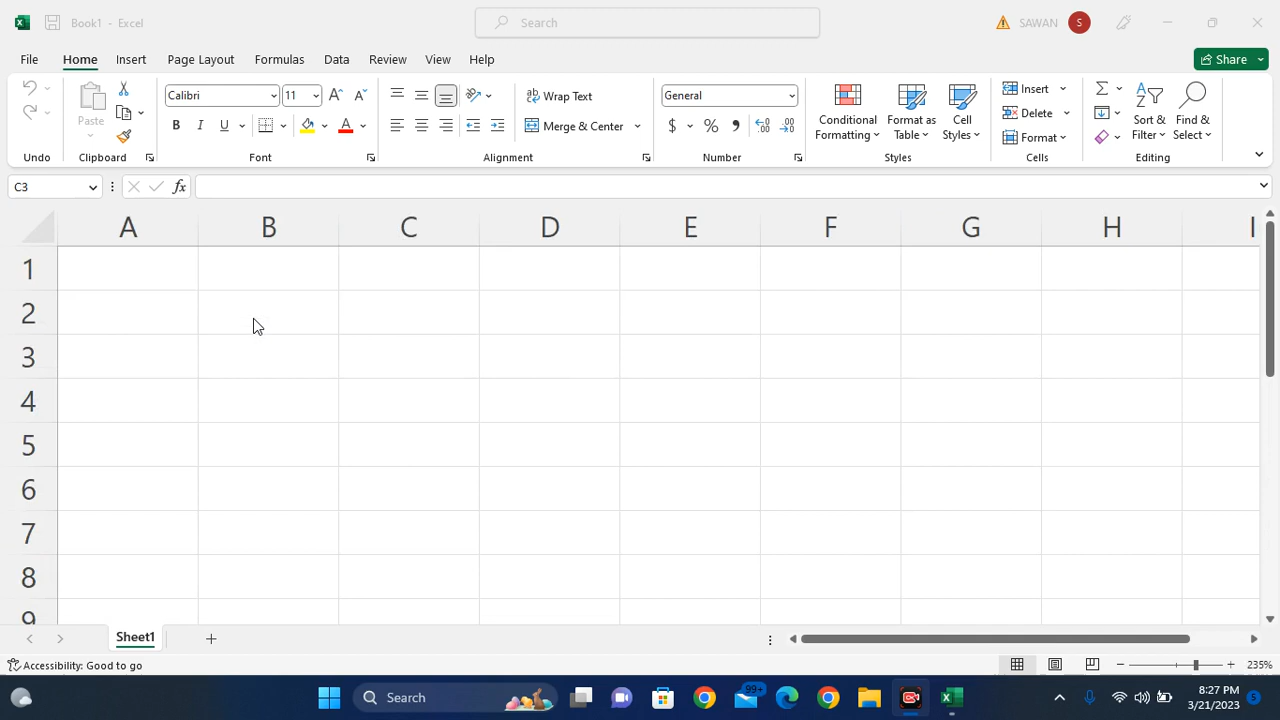 Book1 - Excel
Search
SAWAN
S
File
Home
Insert
Page Layout
Formulas
Data
Review
View
Help
Share
Paste
Calibri
11
B
I
U
Wrap Text
Merge & Center
General
$ % ,
Conditional
Formatting
Format as
Table
Cell
Styles
Insert
Delete
Format
Sort &
Filter
Find &
Select
Undo
Clipboard
Font
Alignment
Number
Styles
Cells
Editing
C3
fx
A B C D E F G H I
1
2
3
4
5
6
7
8
9
Sheet1
Accessibility: Good to go
235%
Search
99+
8:27 PM
3/21/2023
5